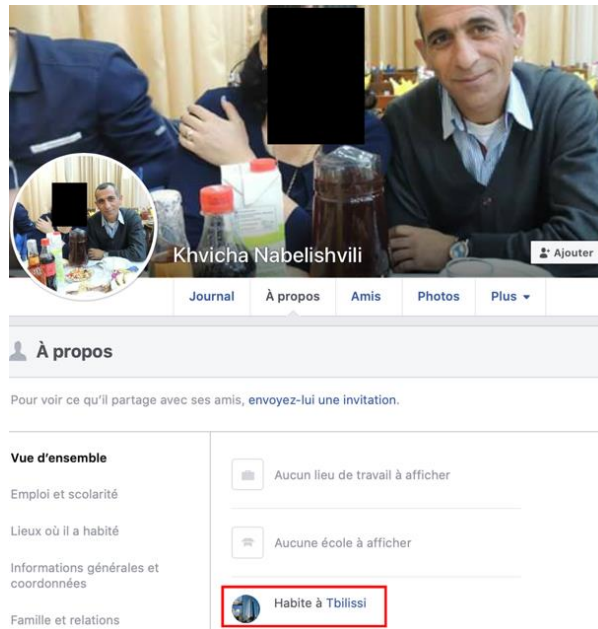 Khvicha Nabelishvili
Ajouter
Journal À propos Amis Photos Plus
À propos
Pour voir ce qu'il partage avec ses amis, envoyez-lui une invitation.
Vue d'ensemble
Emploi et scolarité
Lieux où il a habité
Informations générales et
coordonnées
Famille et relations
Aucun lieu de travail à afficher
Aucune école à afficher
Habite à Tbilissi